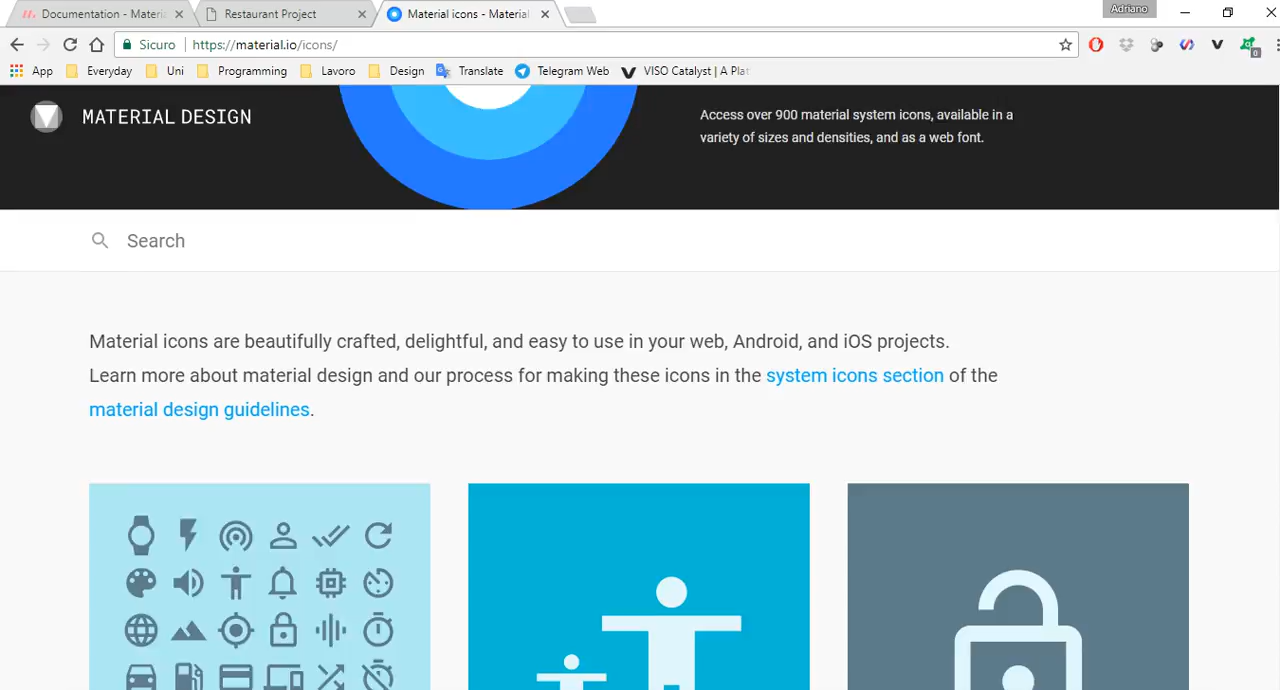 Documentation - Materia
Restaurant Project
Material icons - Material
Adriano
Sicuro
https://material.io/icons/
App
Everyday
Uni
Programming
Lavoro
Design
Translate
Telegram Web
VISO Catalyst | A Plat
0
MATERIAL DESIGN
Access over 900 material system icons, available in a
variety of sizes and densities, and as a web font.
Search
Material icons are beautifully crafted, delightful, and easy to use in your web, Android, and iOS projects.
Learn more about material design and our process for making these icons in the system icons section of the
material design guidelines.